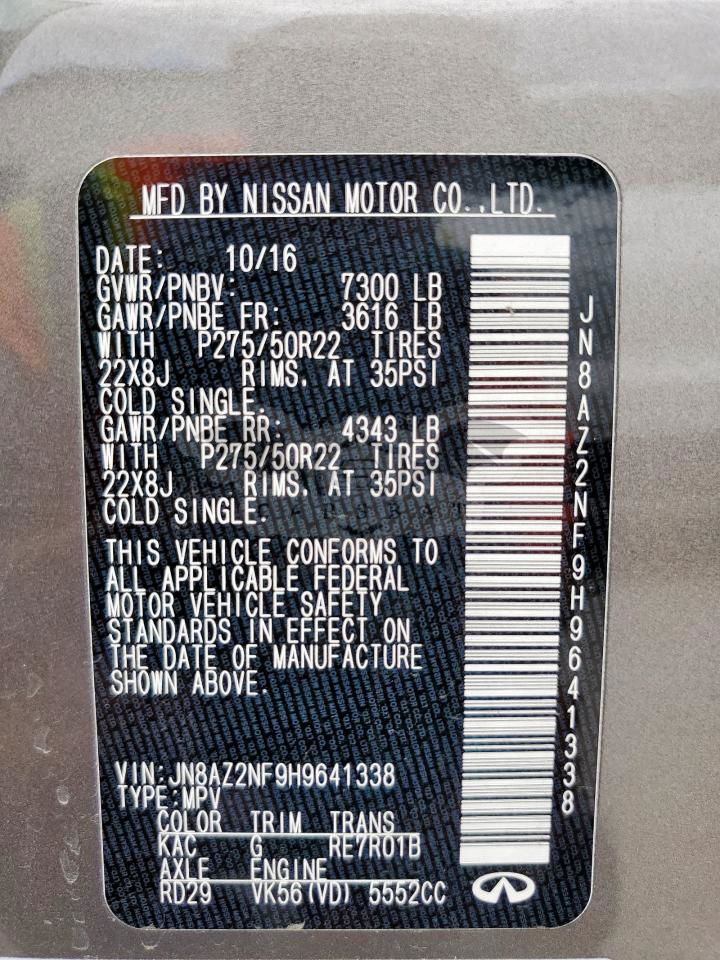 MFD BY NISSAN MOTOR CO.,LTD.
DATE: 10/16
GVWR/PNBV: 7300 LB
GAWR/PNBE FR: 3616 LB
WITH P275/50R22 TIRES
22X8J RIMS, AT 35PSI
COLD SINGLE.
GAWR/PNBE RR: 4343 LB
WITH P275/50R22 TIRES
22X8J RIMS, AT 35PSI
COLD SINGLE.
THIS VEHICLE CONFORMS TO
ALL APPLICABLE FEDERAL
MOTOR VEHICLE SAFETY
STANDARDS IN EFFECT ON
THE DATE OF MANUFACTURE
SHOWN ABOVE.
VIN:JN8AZ2NF9H9641338
TYPE:MPV
COLOR TRIM TRANS
KAC G RE7R01B
AXLE ENGINE
RD29 VK56(VD) 5552CC
JN8AZ2NF9H9641338